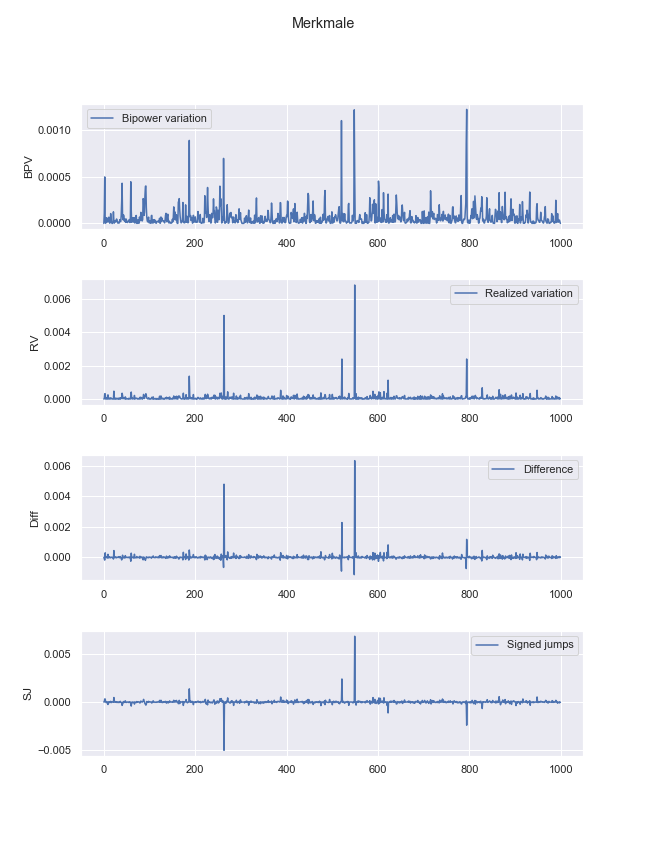 Merkmale
Bipower variation
0.0010
0.0005
0.0000
BPV
0 200 400 600 800 1000
Realized variation
0.006
0.004
0.002
0.000
RV
0 200 400 600 800 1000
Difference
0.006
0.004
0.002
0.000
Diff
0 200 400 600 800 1000
Signed jumps
0.005
0.000
−0.005
SJ
0 200 400 600 800 1000